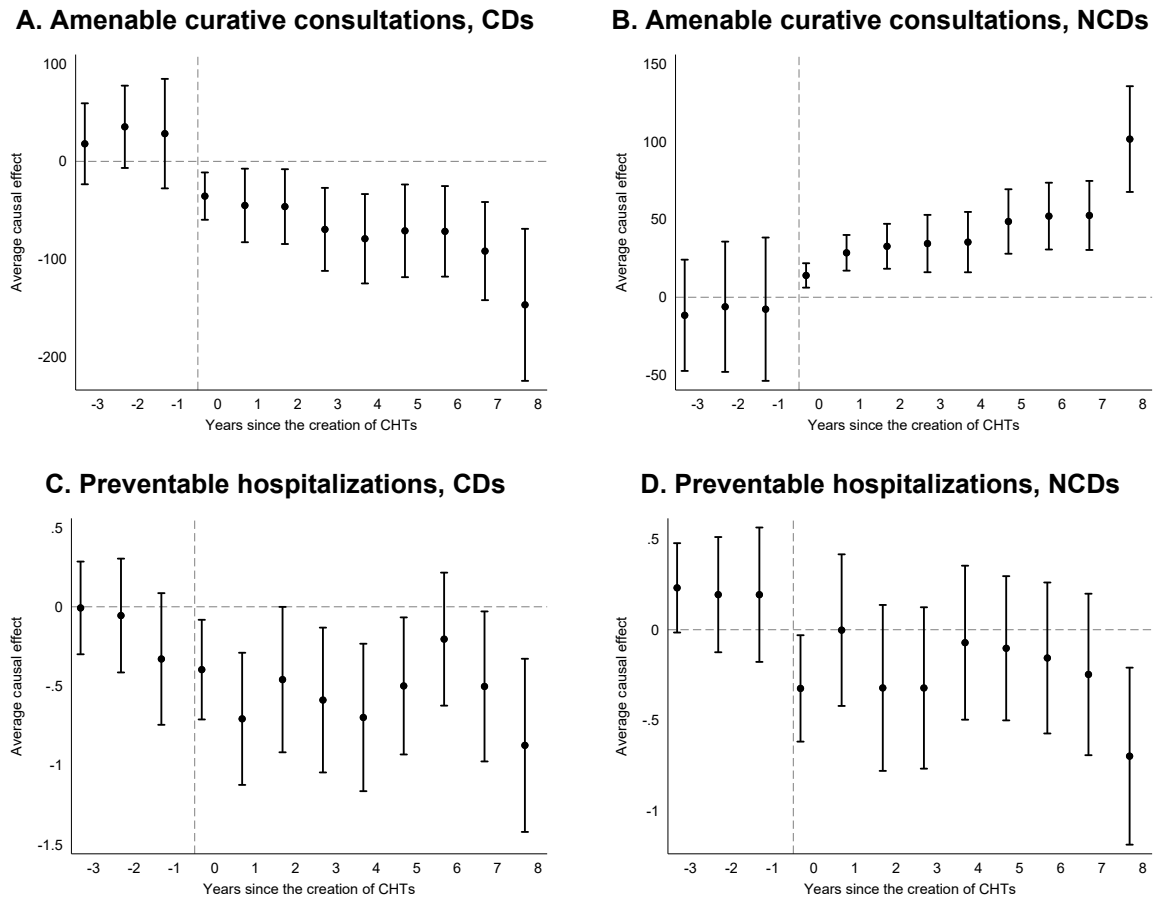 A. Amenable curative consultations, CDs
100
0
-100
-200
Average causal effect
-3 -2 -1 0 1 2 3 4 5 6 7 8
Years since the creation of CHTs
B. Amenable curative consultations, NCDs
150
100
50
0
-50
Average causal effect
-3 -2 -1 0 1 2 3 4 5 6 7 8
Years since the creation of CHTs
C. Preventable hospitalizations, CDs
.5
0
-.5
-1
-1.5
Average causal effect
-3 -2 -1 0 1 2 3 4 5 6 7 8
Years since the creation of CHTs
D. Preventable hospitalizations, NCDs
.5
0
-.5
-1
Average causal effect
-3 -2 -1 0 1 2 3 4 5 6 7 8
Years since the creation of CHTs